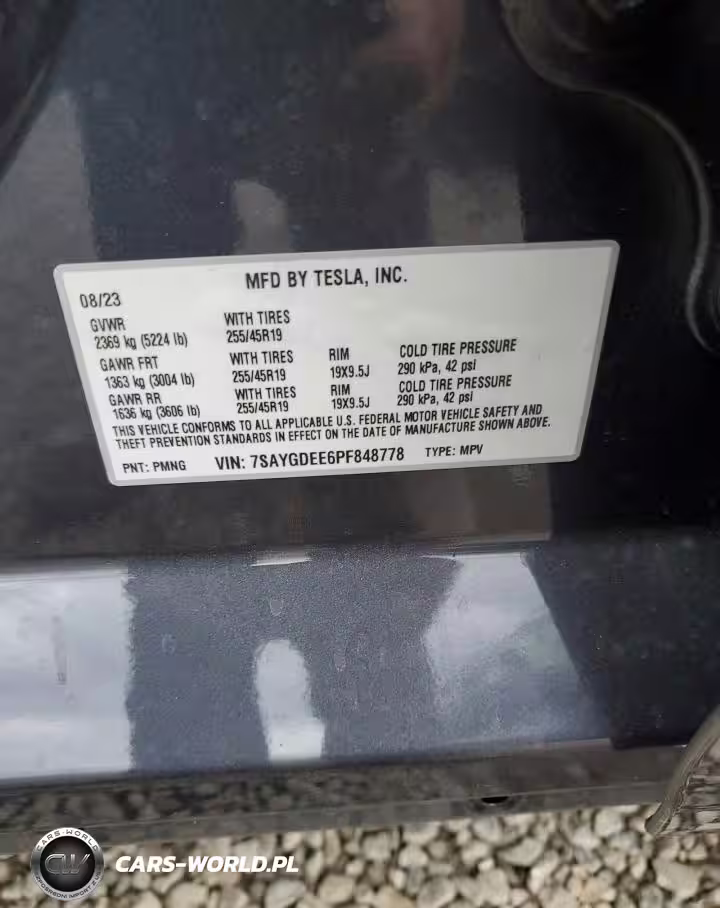 MFD BY TESLA, INC.
08/23
GVWR WITH TIRES
2369 kg (5224 lb) 255/45R19
GAWR FRT WITH TIRES RIM COLD TIRE PRESSURE
1363 kg (3004 lb) 255/45R19 19X9.5J 290 kPa, 42 psi
GAWR RR WITH TIRES RIM COLD TIRE PRESSURE
1636 kg (3606 lb) 255/45R19 19X9.5J 290 kPa, 42 psi
THIS VEHICLE CONFORMS TO ALL APPLICABLE U.S. FEDERAL MOTOR VEHICLE SAFETY AND
THEFT PREVENTION STANDARDS IN EFFECT ON THE DATE OF MANUFACTURE SHOWN ABOVE.
PNT: PMNG VIN: 7SAYGDEE6PF848778 TYPE: MPV
CARS-WORLD
CW
CARS-WORLD.PL